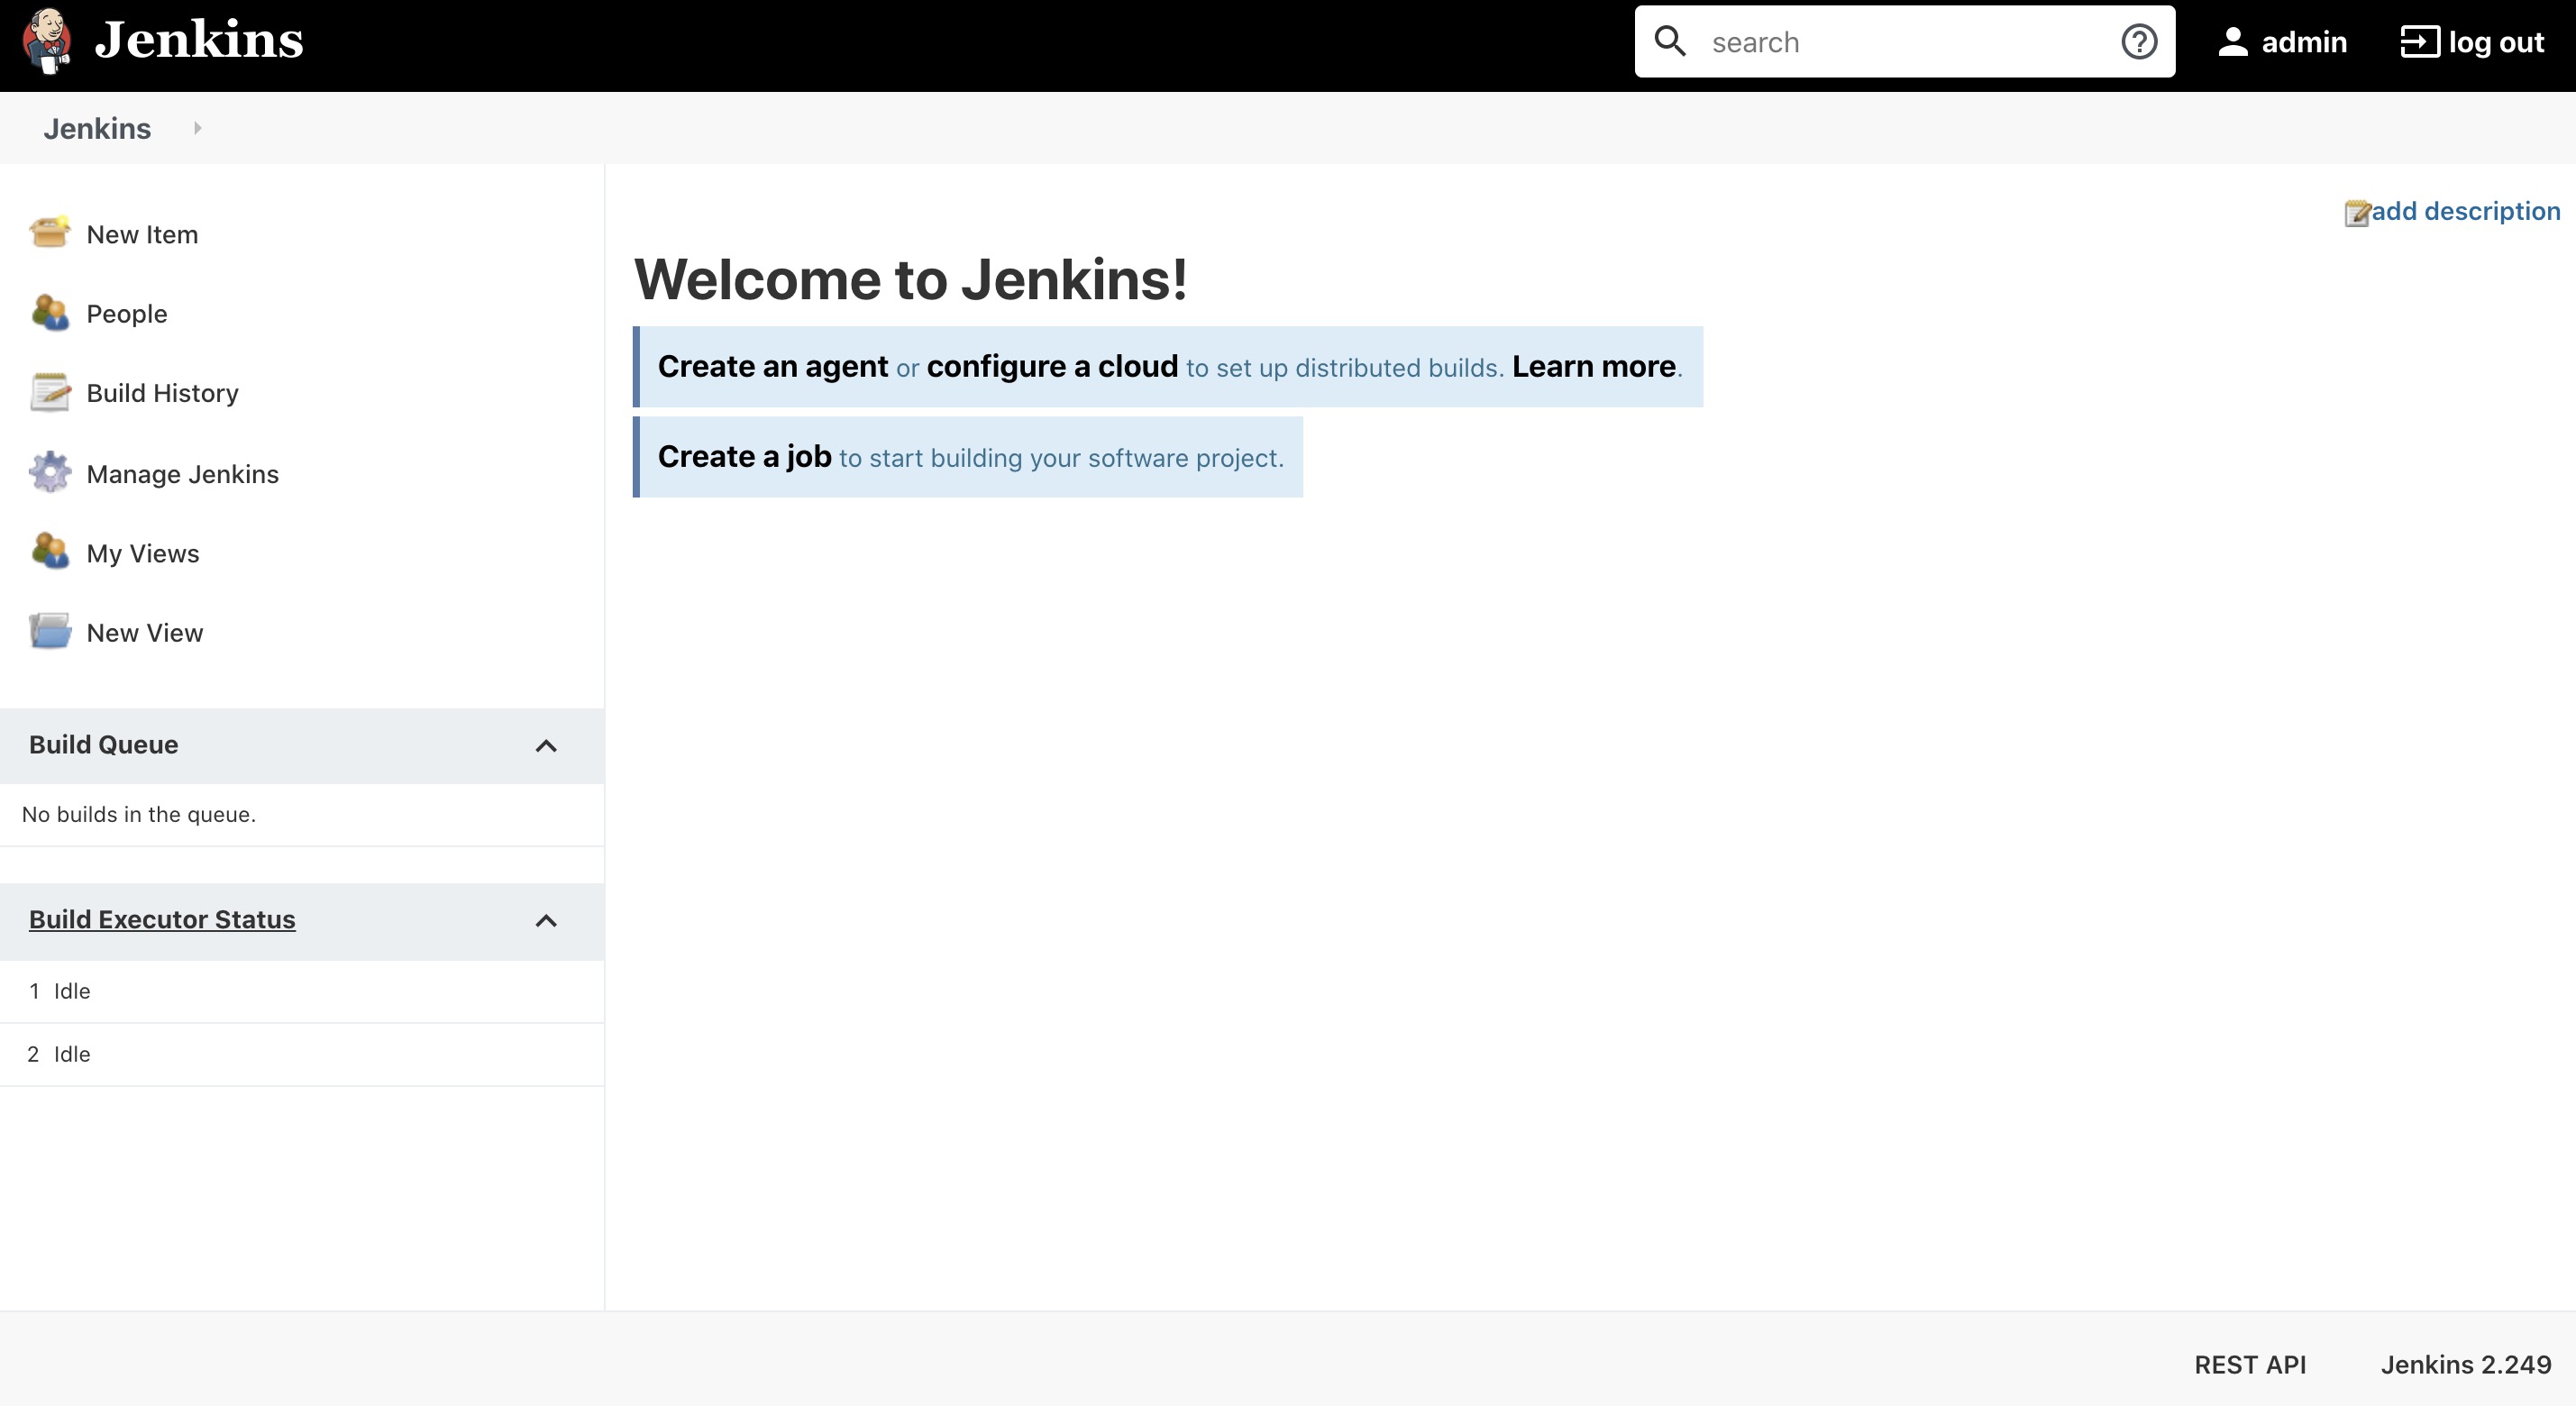 Jenkins
search
admin
log out
Jenkins
add description
New Item
People
Build History
Manage Jenkins
My Views
New View
Build Queue
No builds in the queue.
Build Executor Status
1 Idle
2 Idle
Welcome to Jenkins!
Create an agent or configure a cloud to set up distributed builds. Learn more.
Create a job to start building your software project.
REST API
Jenkins 2.249